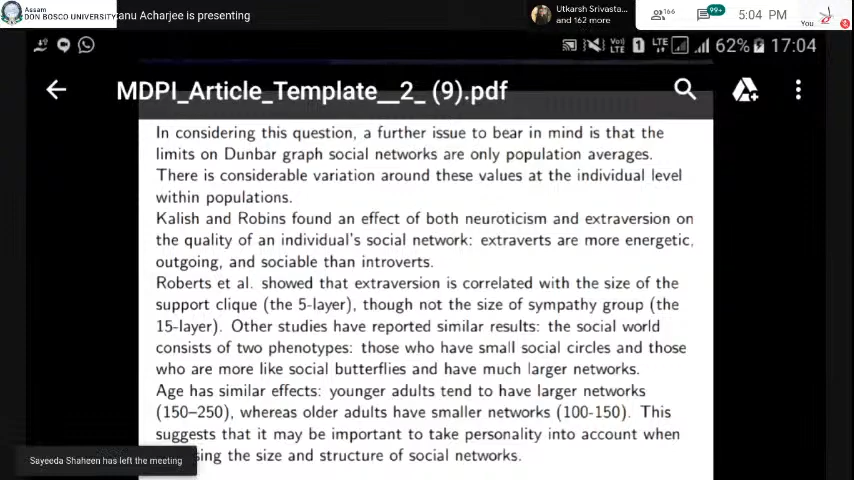 Assam
DON BOSCO UNIVERSITY
anu Acharjee is presenting
Utkarsh Srivasta...
and 162 more
166
99+
5:04 PM
You
LTE
1
LTE
62%
17:04
MDPI_Article_Template__2_ (9).pdf
In considering this question, a further issue to bear in mind is that the
limits on Dunbar graph social networks are only population averages.
There is considerable variation around these values at the individual level
within populations.
Kalish and Robins found an effect of both neuroticism and extraversion on
the quality of an individual's social network: extraverts are more energetic,
outgoing, and sociable than introverts.
Roberts et al. showed that extraversion is correlated with the size of the
support clique (the 5-layer), though not the size of sympathy group (the
15-layer). Other studies have reported similar results: the social world
consists of two phenotypes: those who have small social circles and those
who are more like social butterflies and have much larger networks.
Age has similar effects: younger adults tend to have larger networks
(150–250), whereas older adults have smaller networks (100-150). This
suggests that it may be important to take personality into account when
sing the size and structure of social networks.
Sayeeda Shaheen has left the meeting